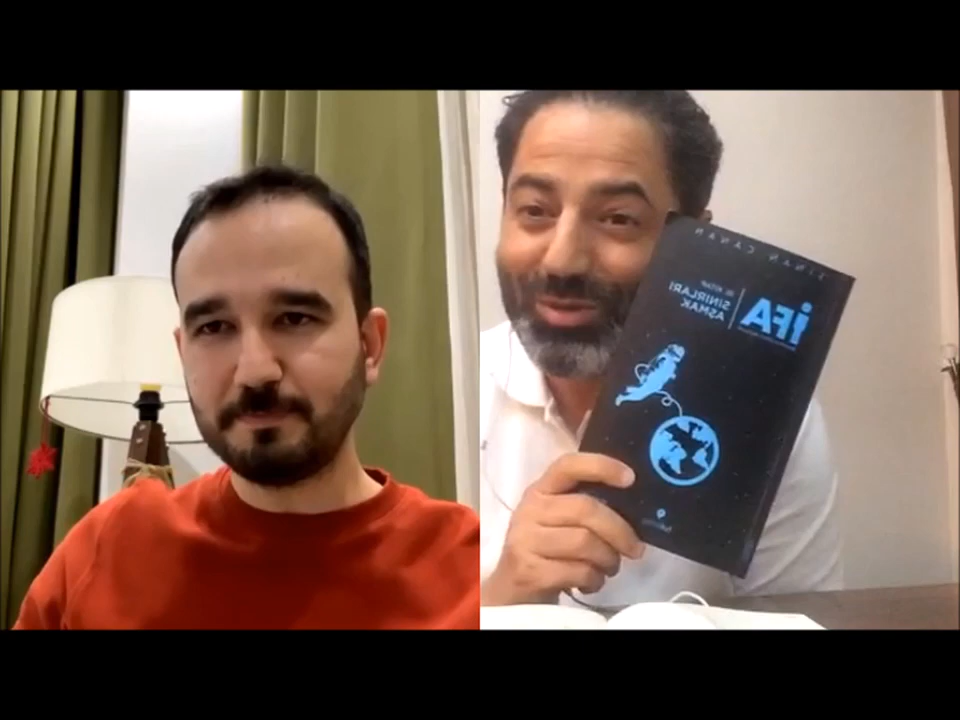 SİNAN CANAN
İFA
III. KİTAP
SINIRLARI
AŞMAK